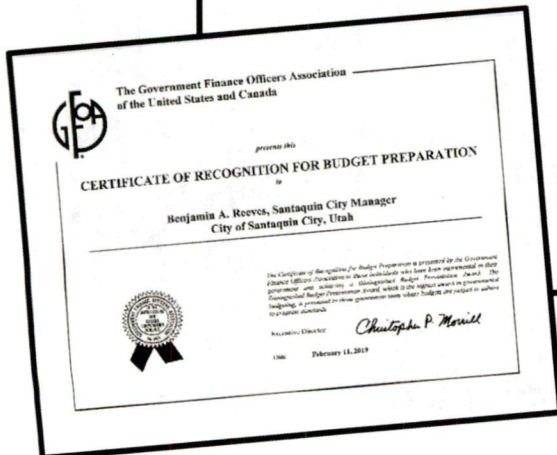 The Government Finance Officers Association
of the United States and Canada
GFOA
presents this
CERTIFICATE OF RECOGNITION FOR BUDGET PREPARATION
to
Benjamin A. Reeves, Santaquin City Manager
City of Santaquin City, Utah
The Certificate of Recognition for Budget Preparation is presented by the Government
Finance Officers Association to those individuals who have been instrumental in their
government unit achieving a Distinguished Budget Presentation Award. The
Distinguished Budget Presentation Award, which is the highest award in governmental
budgeting, is presented to those government units whose budgets are judged to adhere
to program standards.
Executive Director
Christopher P. Morrill
Date
February 11, 2019